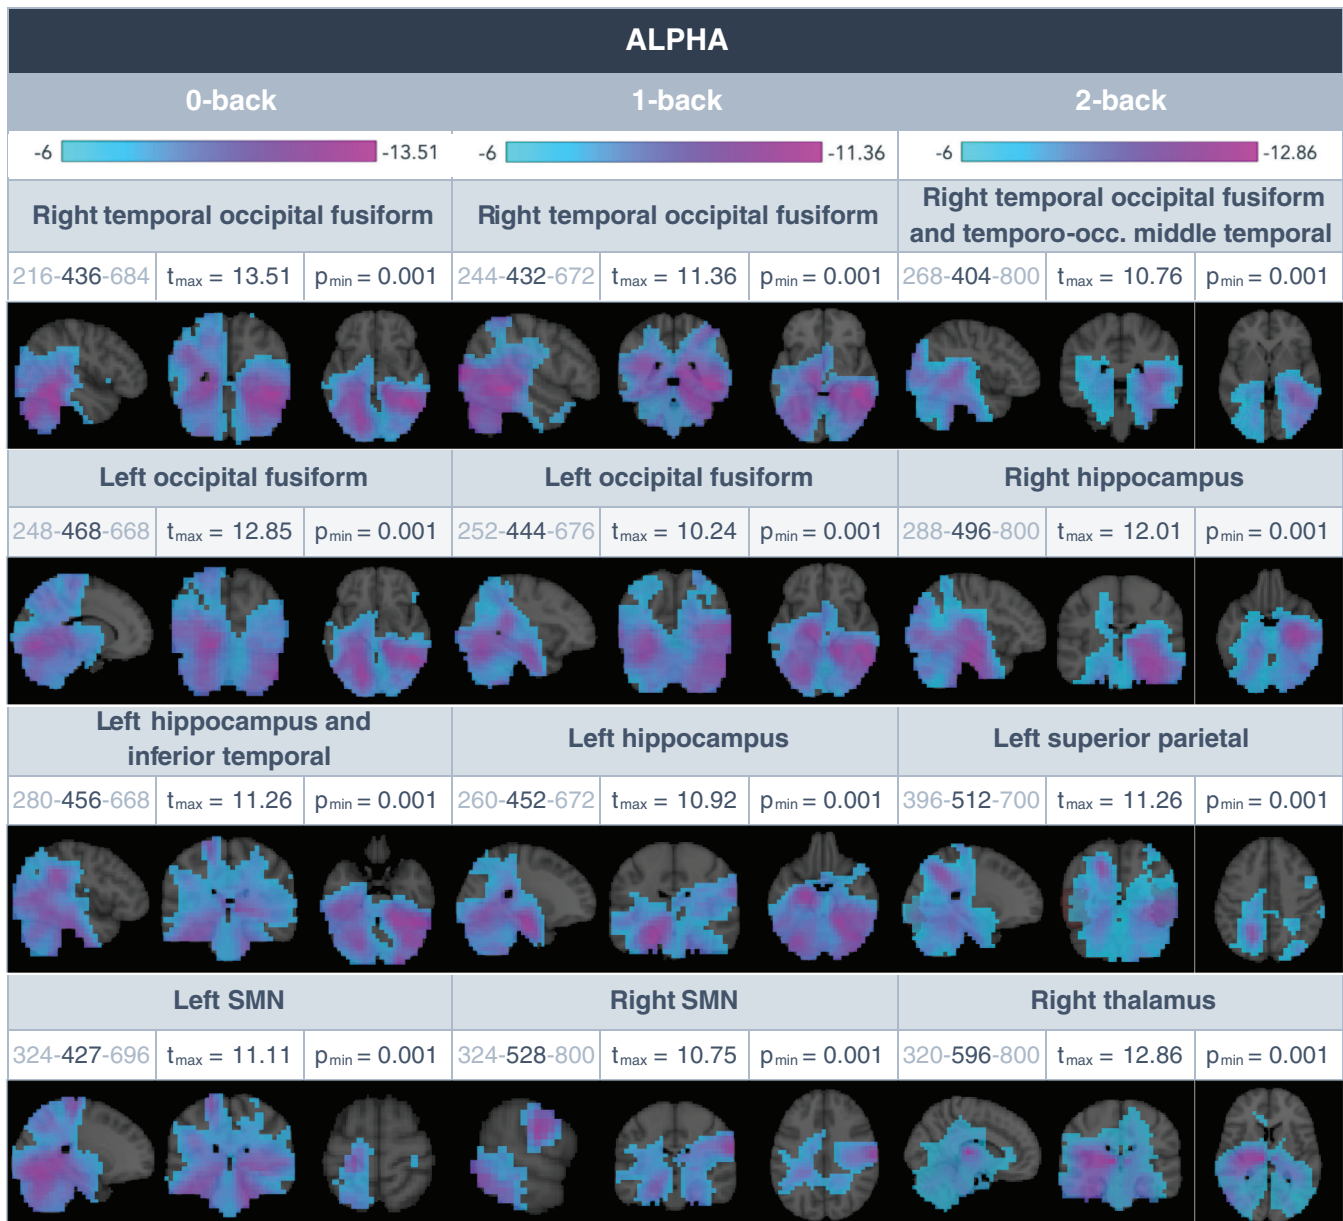 ALPHA
0-back 1-back 2-back
-6 -13.51 -6 -11.36 -6 -12.86
Right temporal occipital fusiform Right temporal occipital fusiform Right temporal occipital fusiform
and temporo-occ. middle temporal
216-436-684 tmax = 13.51 pmin = 0.001 244-432-672 tmax = 11.36 pmin = 0.001 268-404-800 tmax = 10.76 pmin = 0.001
Left occipital fusiform Left occipital fusiform Right hippocampus
248-468-668 tmax = 12.85 pmin = 0.001 252-444-676 tmax = 10.24 pmin = 0.001 288-496-800 tmax = 12.01 pmin = 0.001
Left hippocampus and
inferior temporal Left hippocampus Left superior parietal
280-456-668 tmax = 11.26 pmin = 0.001 260-452-672 tmax = 10.92 pmin = 0.001 396-512-700 tmax = 11.26 pmin = 0.001
Left SMN Right SMN Right thalamus
324-427-696 tmax = 11.11 pmin = 0.001 324-528-800 tmax = 10.75 pmin = 0.001 320-596-800 tmax = 12.86 pmin = 0.001